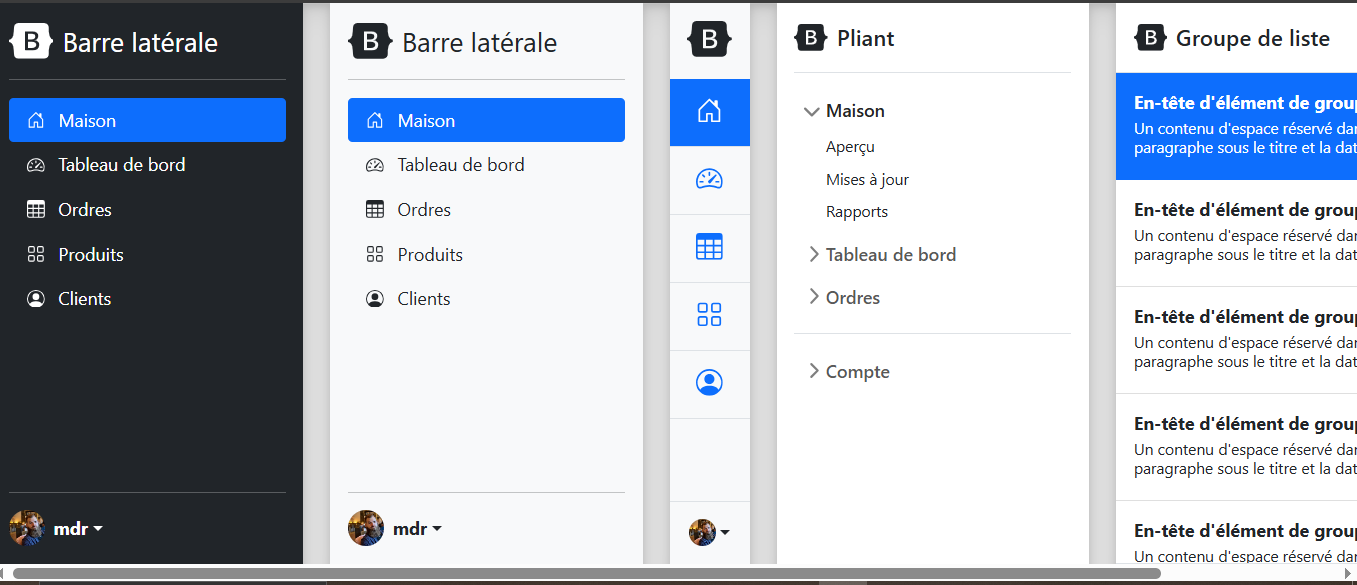 B Barre latérale
Maison
Tableau de bord
Ordres
Produits
Clients
mdr
B Barre latérale
Maison
Tableau de bord
Ordres
Produits
Clients
mdr
B
B Pliant
Maison
Aperçu
Mises à jour
Rapports
Tableau de bord
Ordres
Compte
B Groupe de liste
En-tête d'élément de group
Un contenu d'espace réservé dan
paragraphe sous le titre et la dat
En-tête d'élément de group
Un contenu d'espace réservé dan
paragraphe sous le titre et la dat
En-tête d'élément de group
Un contenu d'espace réservé dan
paragraphe sous le titre et la dat
En-tête d'élément de group
Un contenu d'espace réservé dan
paragraphe sous le titre et la dat
En-tête d'élément de group
Un contenu d'espace réservé dan